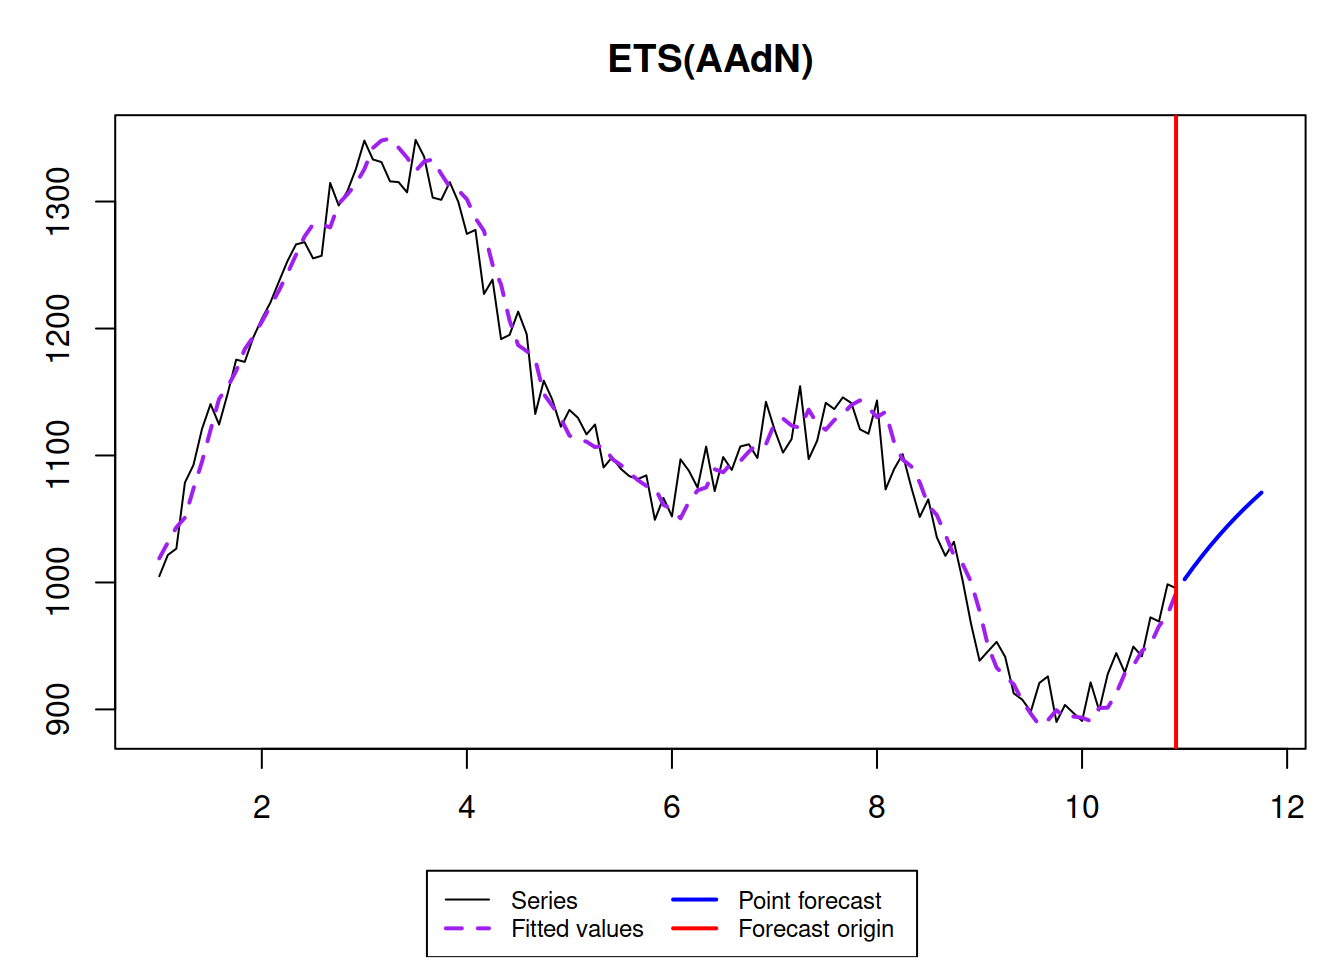 ETS(AAdN)
1300
1200
1100
1000
900
2 4 6 8 10 12
Series Point forecast
Fitted values Forecast origin